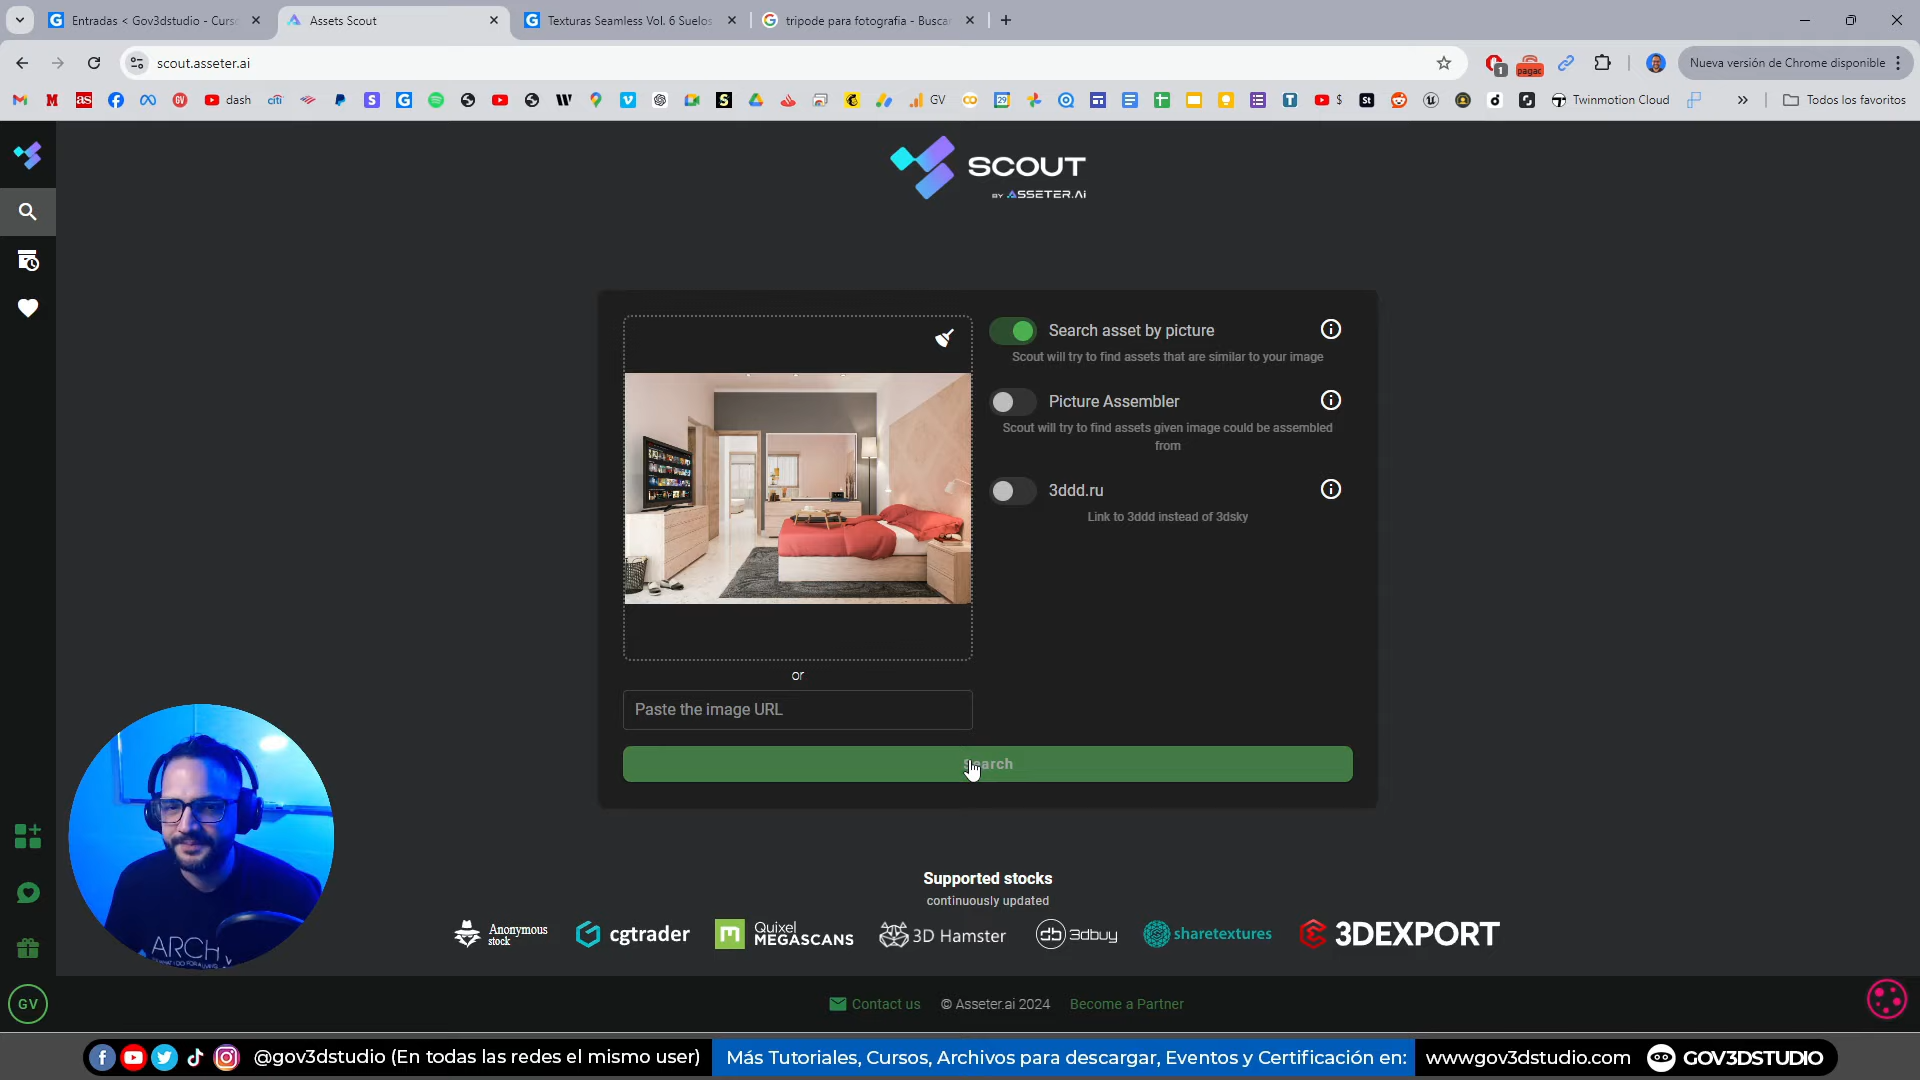 Entradas < Gov3dstudio - Curs
Assets Scout
Texturas Seamless Vol. 6 Suelos
tripode para fotografia - Busca
scout.asseter.ai
1
pagac
Nueva versión de Chrome disponible
dash
citi
GV
$
Twinmotion Cloud
Todos los favoritos
SCOUT
BY ASSETER.Ai
Search asset by picture
Scout will try to find assets that are similar to your image
Picture Assembler
Scout will try to find assets given image could be assembled
from
3ddd.ru
Link to 3ddd instead of 3dsky
or
Paste the image URL
Search
Supported stocks
continuously updated
Anonymous
stock
cgtrader
Quixel
MEGASCANS
3D Hamster
3dbuy
sharetextures
3DEXPORT
ARCH
GV
Contact us
© Asseter.ai 2024
Become a Partner
@gov3dstudio (En todas las redes el mismo user)
Más Tutoriales, Cursos, Archivos para descargar, Eventos y Certificación en:
www.gov3dstudio.com
GOV3DSTUDIO